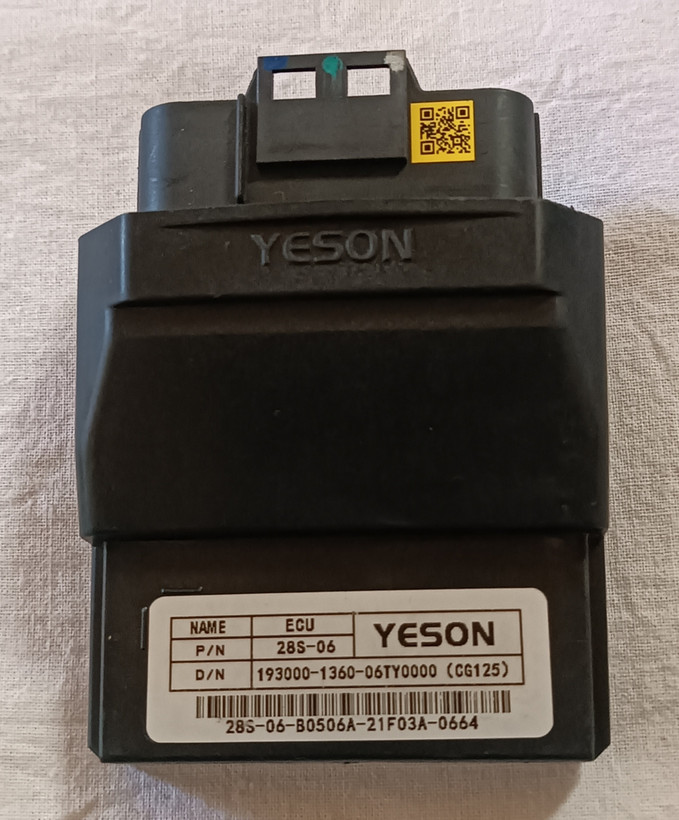 YESON
NAME ECU YESON
P/N 28S-06
D/N 193000-1360-06TY0000 (CG125)
28S-06-B0506A-21F03A-0664